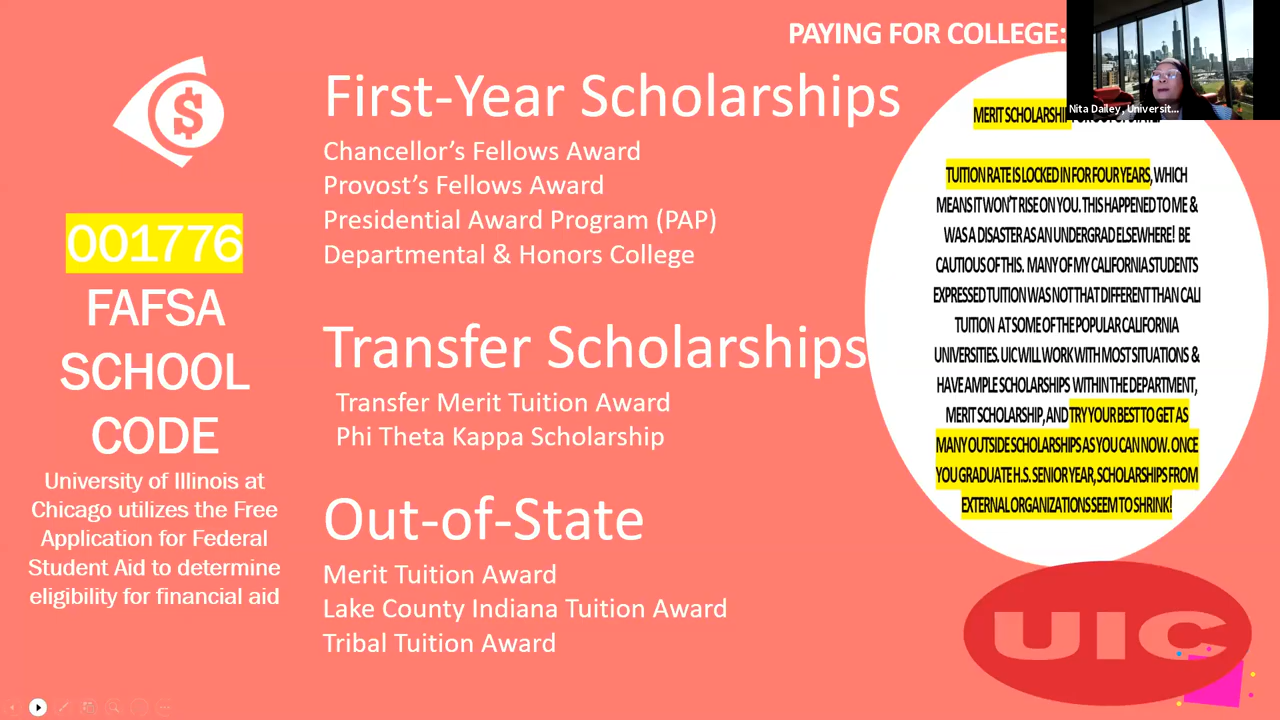 PAYING FOR COLLEGE:
Nita Dailey, Universit...
$
001776
FAFSA
SCHOOL
CODE
University of Illinois at
Chicago utilizes the Free
Application for Federal
Student Aid to determine
eligibility for financial aid
First-Year Scholarships
Chancellor's Fellows Award
Provost's Fellows Award
Presidential Award Program (PAP)
Departmental & Honors College
Transfer Scholarships
Transfer Merit Tuition Award
Phi Theta Kappa Scholarship
Out-of-State
Merit Tuition Award
Lake County Indiana Tuition Award
Tribal Tuition Award
MERIT SCHOLARSHIP
TUITION RATE IS LOCKED IN FOR FOUR YEARS, WHICH
MEANS IT WON'T RISE ON YOU. THIS HAPPENED TO ME &
WAS A DISASTER AS AN UNDERGRAD ELSEWHERE! BE
CAUTIOUS OF THIS. MANY OF MY CALIFORNIA STUDENTS
EXPRESSED TUITION WAS NOT THAT DIFFERENT THAN CALI
TUITION AT SOME OF THE POPULAR CALIFORNIA
UNIVERSITIES. UIC WILL WORK WITH MOST SITUATIONS &
HAVE AMPLE SCHOLARSHIPS WITHIN THE DEPARTMENT,
MERIT SCHOLARSHIP, AND TRY YOUR BEST TO GET AS
MANY OUTSIDE SCHOLARSHIPS AS YOU CAN NOW. ONCE
YOU GRADUATE H.S. SENIOR YEAR, SCHOLARSHIPS FROM
EXTERNAL ORGANIZATIONS SEEM TO SHRINK!
UIC